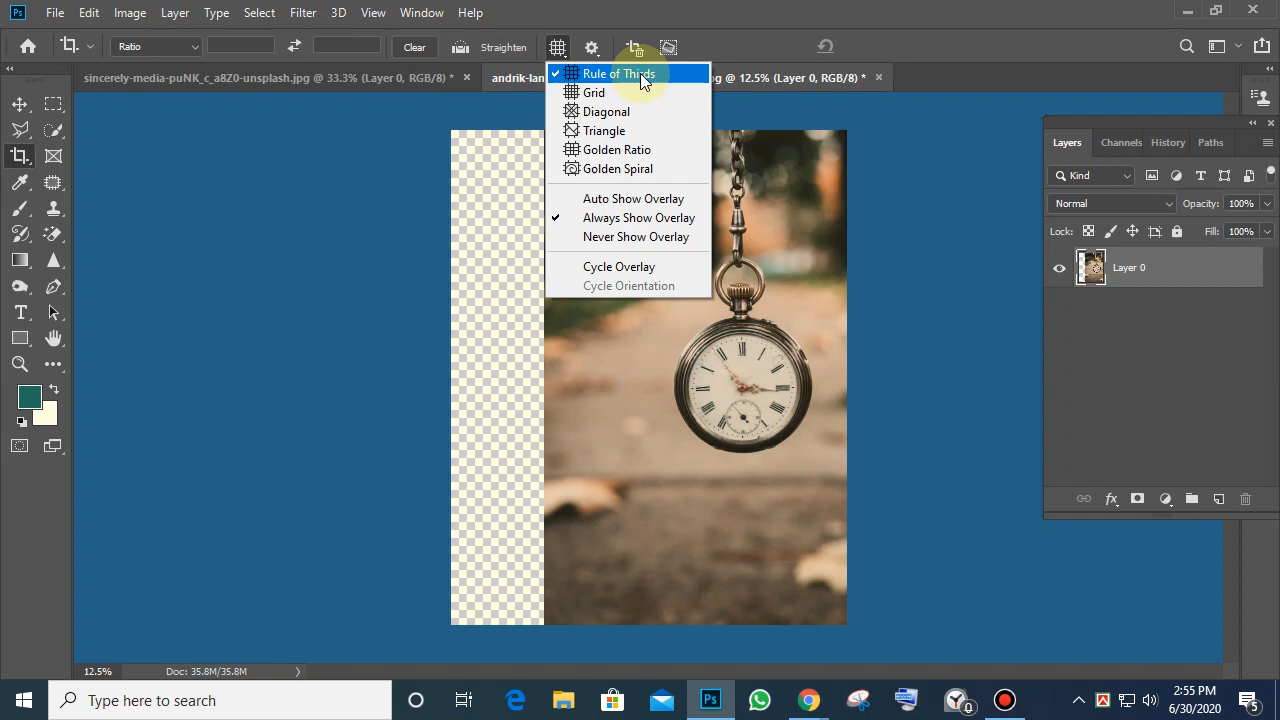 Ps File Edit Image Layer Type Select Filter 3D View Window Help
Ratio Clear Straighten
sincerely-media-puNK_c_a8Z0-unsplash.jpg @ 33.3% (Layer 0, RGB/8) *
andrik-lan
g @ 12.5% (Layer 0, RGB/8) *
Rule of Thirds
Grid
Diagonal
Triangle
Golden Ratio
Golden Spiral
Auto Show Overlay
Always Show Overlay
Never Show Overlay
Cycle Overlay
Cycle Orientation
Layers Channels History Paths
Kind
Normal Opacity: 100%
Lock: Fill: 100%
Layer 0
12.5% Doc: 35.8M/35.8M
Type here to search
Ps
2:55 PM
6/30/2020
5